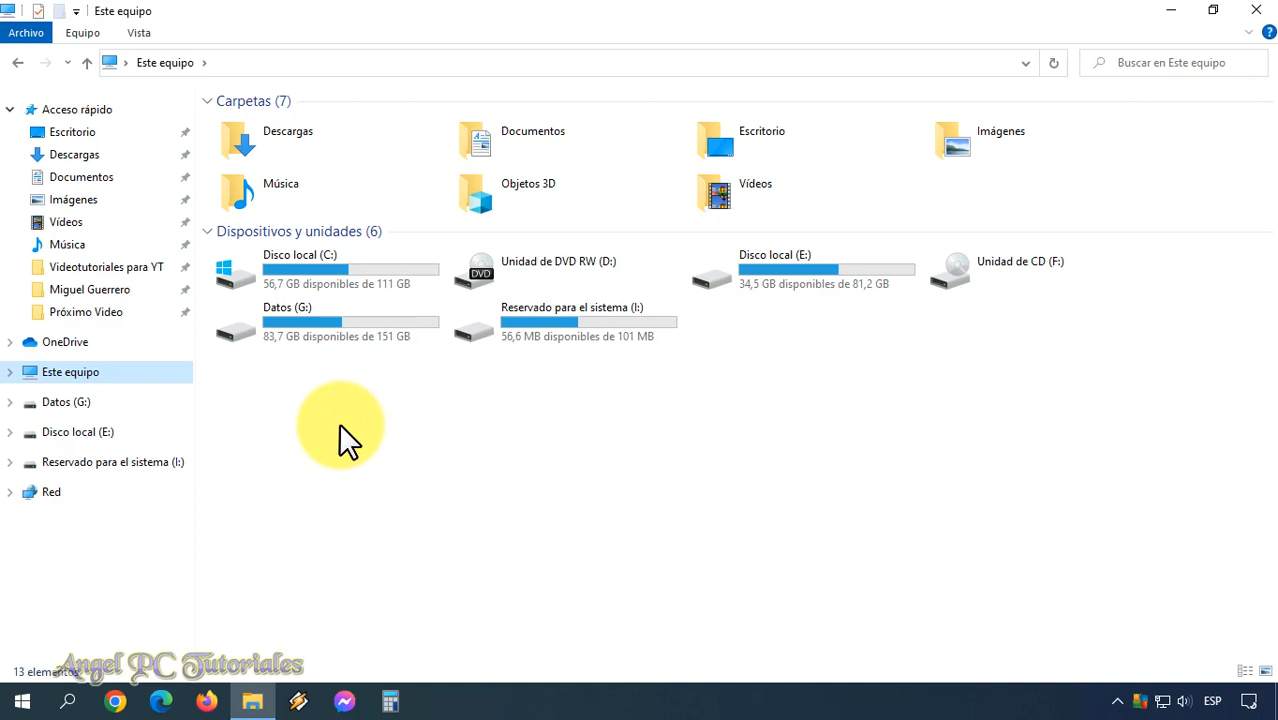 Este equipo
Archivo Equipo Vista
Este equipo
Buscar en Este equipo
Acceso rápido
Escritorio
Descargas
Documentos
Imágenes
Vídeos
Música
Videotutoriales para YT
Miguel Guerrero
Próximo Video
OneDrive
Este equipo
Datos (G:)
Disco local (E:)
Reservado para el sistema (I:)
Red
Carpetas (7)
Descargas
Documentos
Escritorio
Imágenes
Música
Objetos 3D
Vídeos
Dispositivos y unidades (6)
Disco local (C:)
56,7 GB disponibles de 111 GB
DVD
Unidad de DVD RW (D:)
Disco local (E:)
34,5 GB disponibles de 81,2 GB
Unidad de CD (F:)
Datos (G:)
83,7 GB disponibles de 151 GB
Reservado para el sistema (I:)
56,6 MB disponibles de 101 MB
13 elementos
Angel PC Tutoriales
ESP